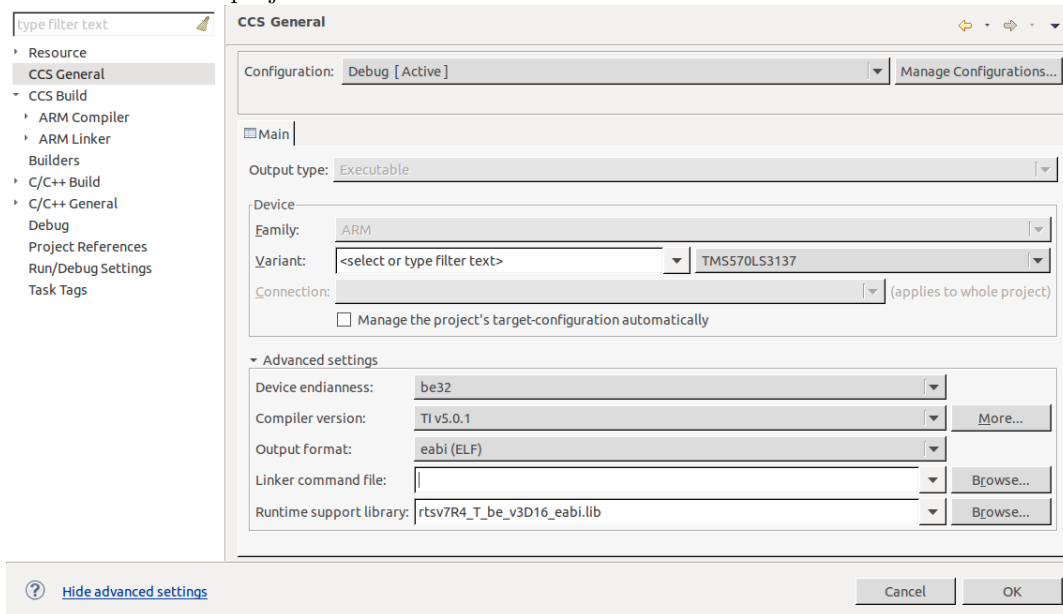 type filter text
Resource
CCS General
CCS Build
ARM Compiler
ARM Linker
Builders
C/C++ Build
C/C++ General
Debug
Project References
Run/Debug Settings
Task Tags
CCS General
Configuration: Debug [ Active ] Manage Configurations...
Main
Output type: Executable
Device
Family: ARM
Variant: <select or type filter text> TMS570LS3137
Connection: (applies to whole project)
Manage the project's target-configuration automatically
Advanced settings
Device endianness: be32
Compiler version: TI v5.0.1 More...
Output format: eabi (ELF)
Linker command file: Browse...
Runtime support library: rtsv7R4_T_be_v3D16_eabi.lib Browse...
Hide advanced settings Cancel OK